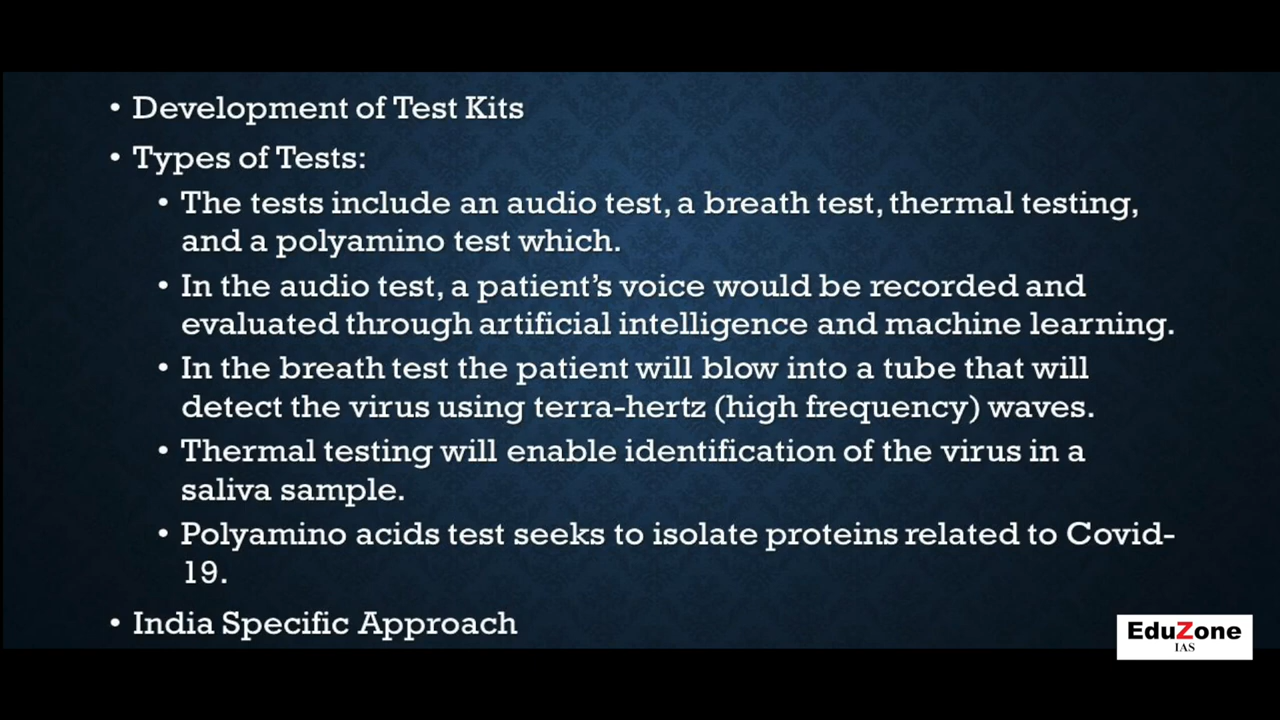 • Development of Test Kits
• Types of Tests:
• The tests include an audio test, a breath test, thermal testing,
and a polyamino test which.
• In the audio test, a patient's voice would be recorded and
evaluated through artificial intelligence and machine learning.
• In the breath test the patient will blow into a tube that will
detect the virus using terra-hertz (high frequency) waves.
• Thermal testing will enable identification of the virus in a
saliva sample.
• Polyamino acids test seeks to isolate proteins related to Covid-
19.
• India Specific Approach
EduZone
IAS